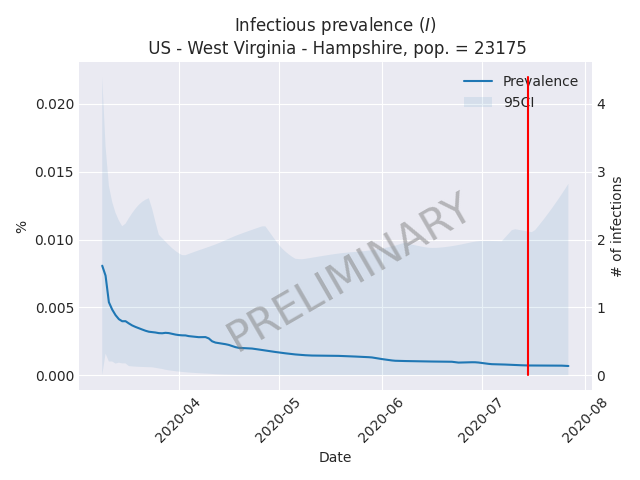 Infectious prevalence (I)
US - West Virginia - Hampshire, pop. = 23175
Prevalence
95CI
0.020
0.015
0.010
0.005
0.000
%
4
3
2
1
0
# of infections
PRELIMINARY
2020-04
2020-05
2020-06
2020-07
2020-08
Date